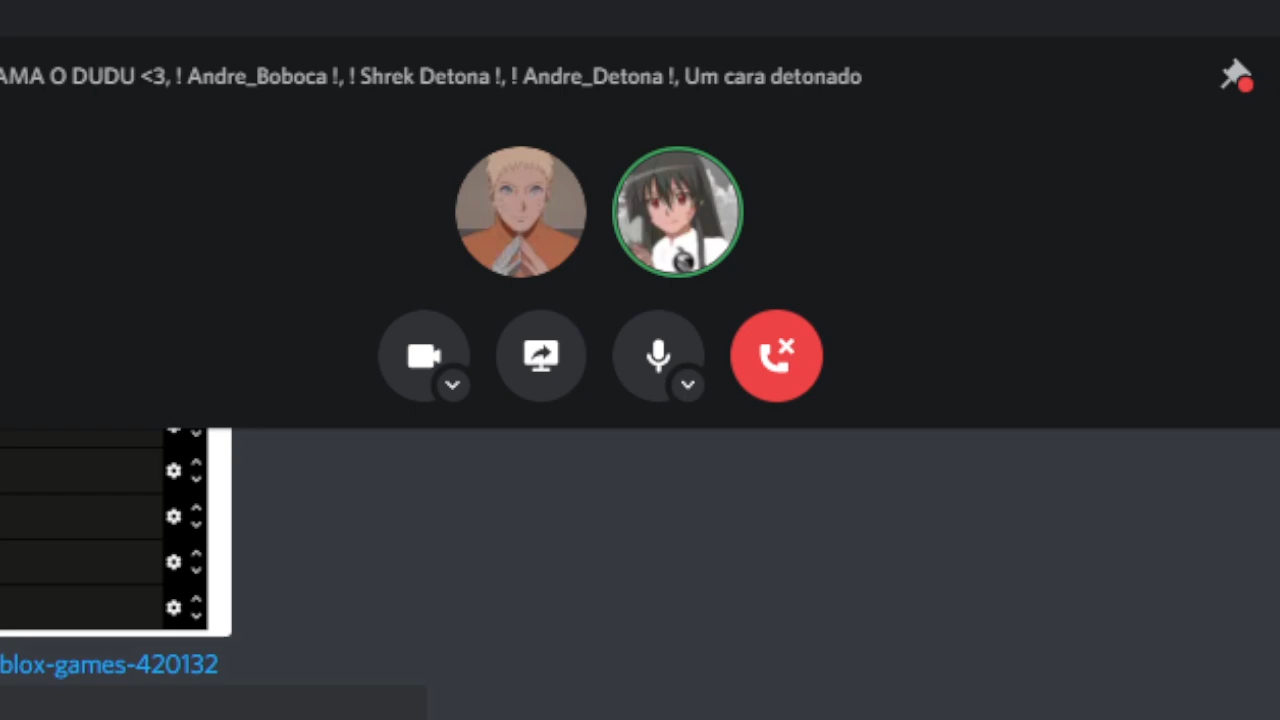 AMA O DUDU <3, ! Andre_Boboca !, ! Shrek Detona !, ! Andre_Detona !, Um cara detonado
blox-games-420132